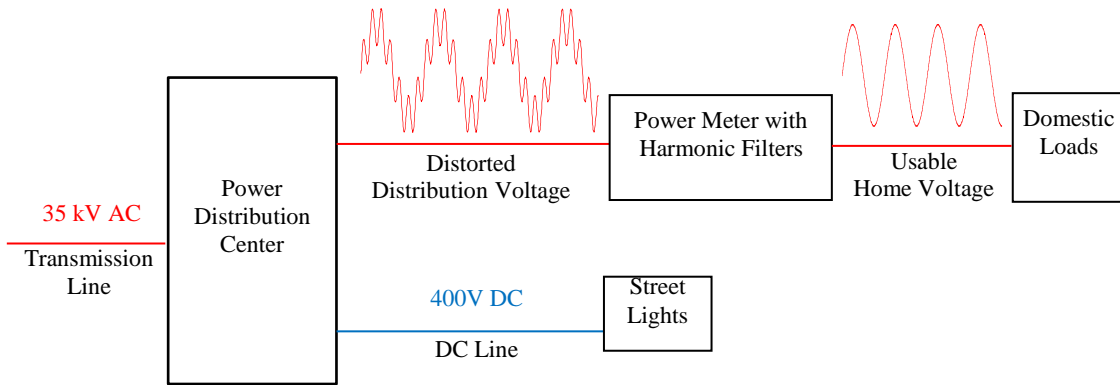 35 kV AC
Transmission
Line
Power
Distribution
Center
Distorted
Distribution Voltage
Power Meter with
Harmonic Filters
Usable
Home Voltage
Domestic
Loads
400V DC
DC Line
Street
Lights